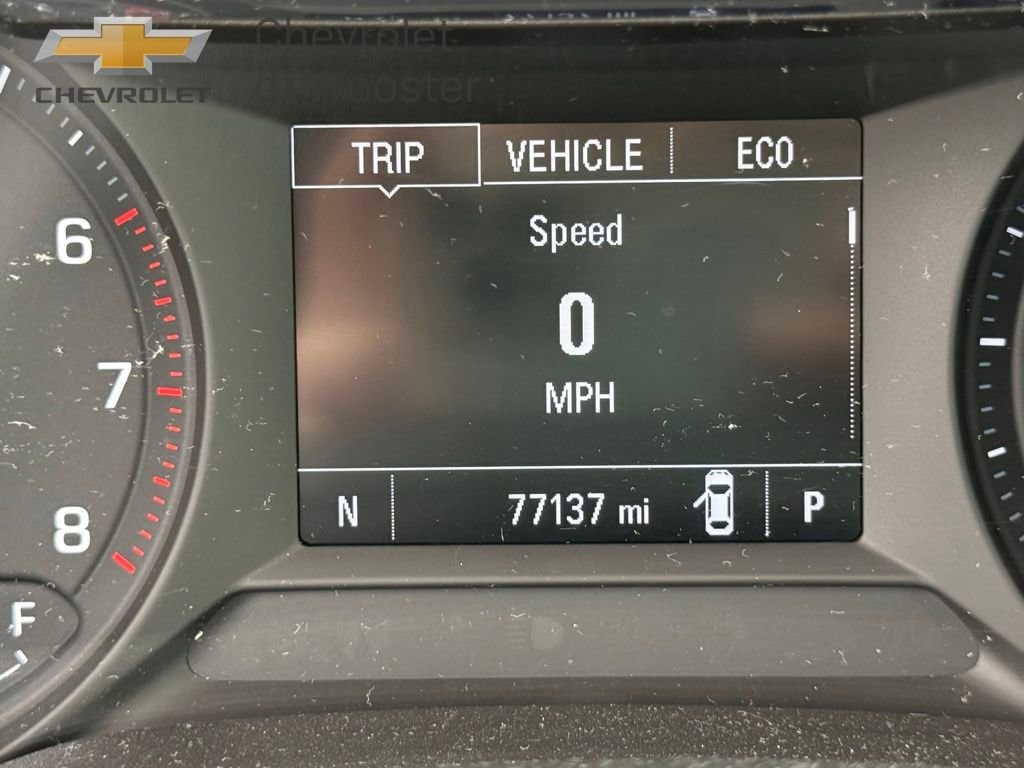 CHEVROLET
Chevrolet
of Wooster
TRIP VEHICLE ECO
Speed
0
MPH
N 77137 mi P
6
7
8
F